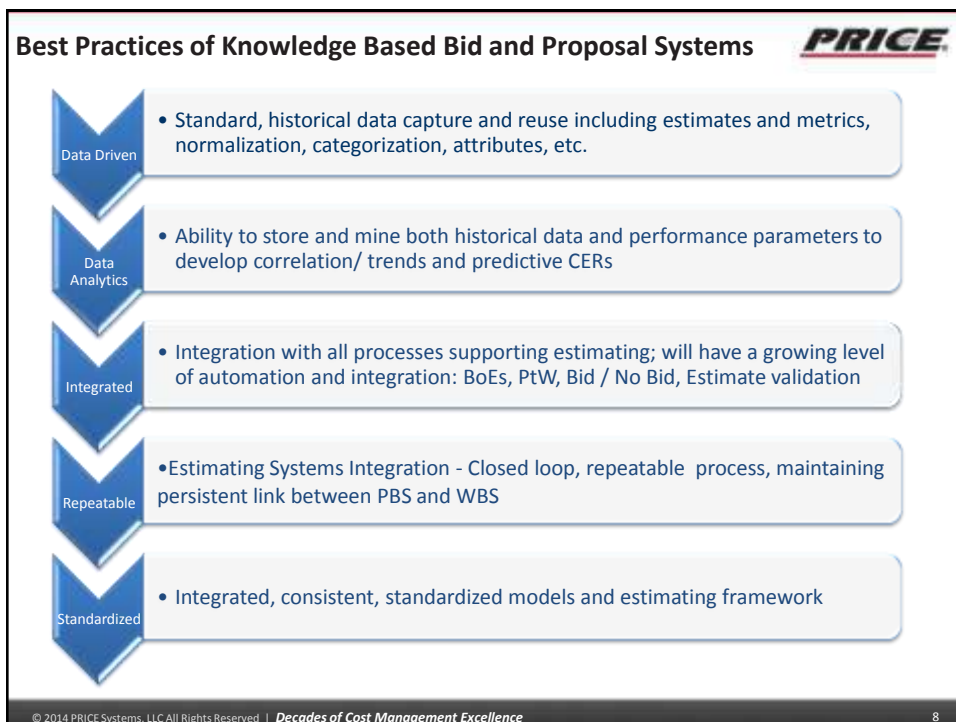 Best Practices of Knowledge Based Bid and Proposal Systems
PRICE
Data Driven
• Standard, historical data capture and reuse including estimates and metrics,
normalization, categorization, attributes, etc.
Data
Analytics
• Ability to store and mine both historical data and performance parameters to
develop correlation/ trends and predictive CERs
Integrated
• Integration with all processes supporting estimating; will have a growing level
of automation and integration: BoEs, PtW, Bid / No Bid, Estimate validation
Repeatable
•Estimating Systems Integration - Closed loop, repeatable process, maintaining
persistent link between PBS and WBS
Standardized
• Integrated, consistent, standardized models and estimating framework
© 2014 PRICE Systems, LLC All Rights Reserved | Decades of Cost Management Excellence
8